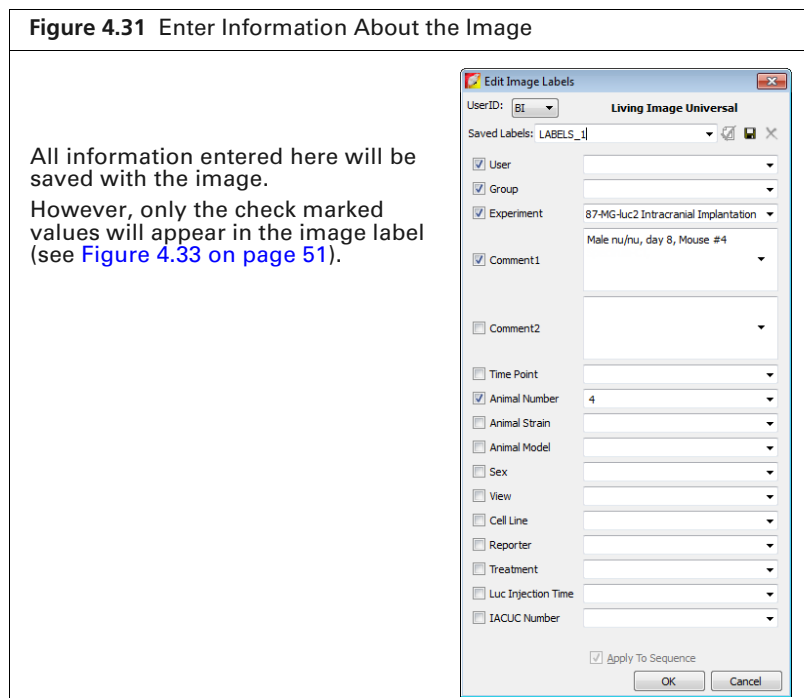 Figure 4.31 Enter Information About the Image
All information entered here will be
saved with the image.
However, only the check marked
values will appear in the image label
(see Figure 4.33 on page 51).
Edit Image Labels
UserID: BI Living Image Universal
Saved Labels: LABELS_1
User
Group
Experiment 87-MG-luc2 Intracranial Implantation
Comment1 Male nu/nu, day 8, Mouse #4
Comment2
Time Point
Animal Number 4
Animal Strain
Animal Model
Sex
View
Cell Line
Reporter
Treatment
Luc Injection Time
IACUC Number
Apply To Sequence
OK Cancel